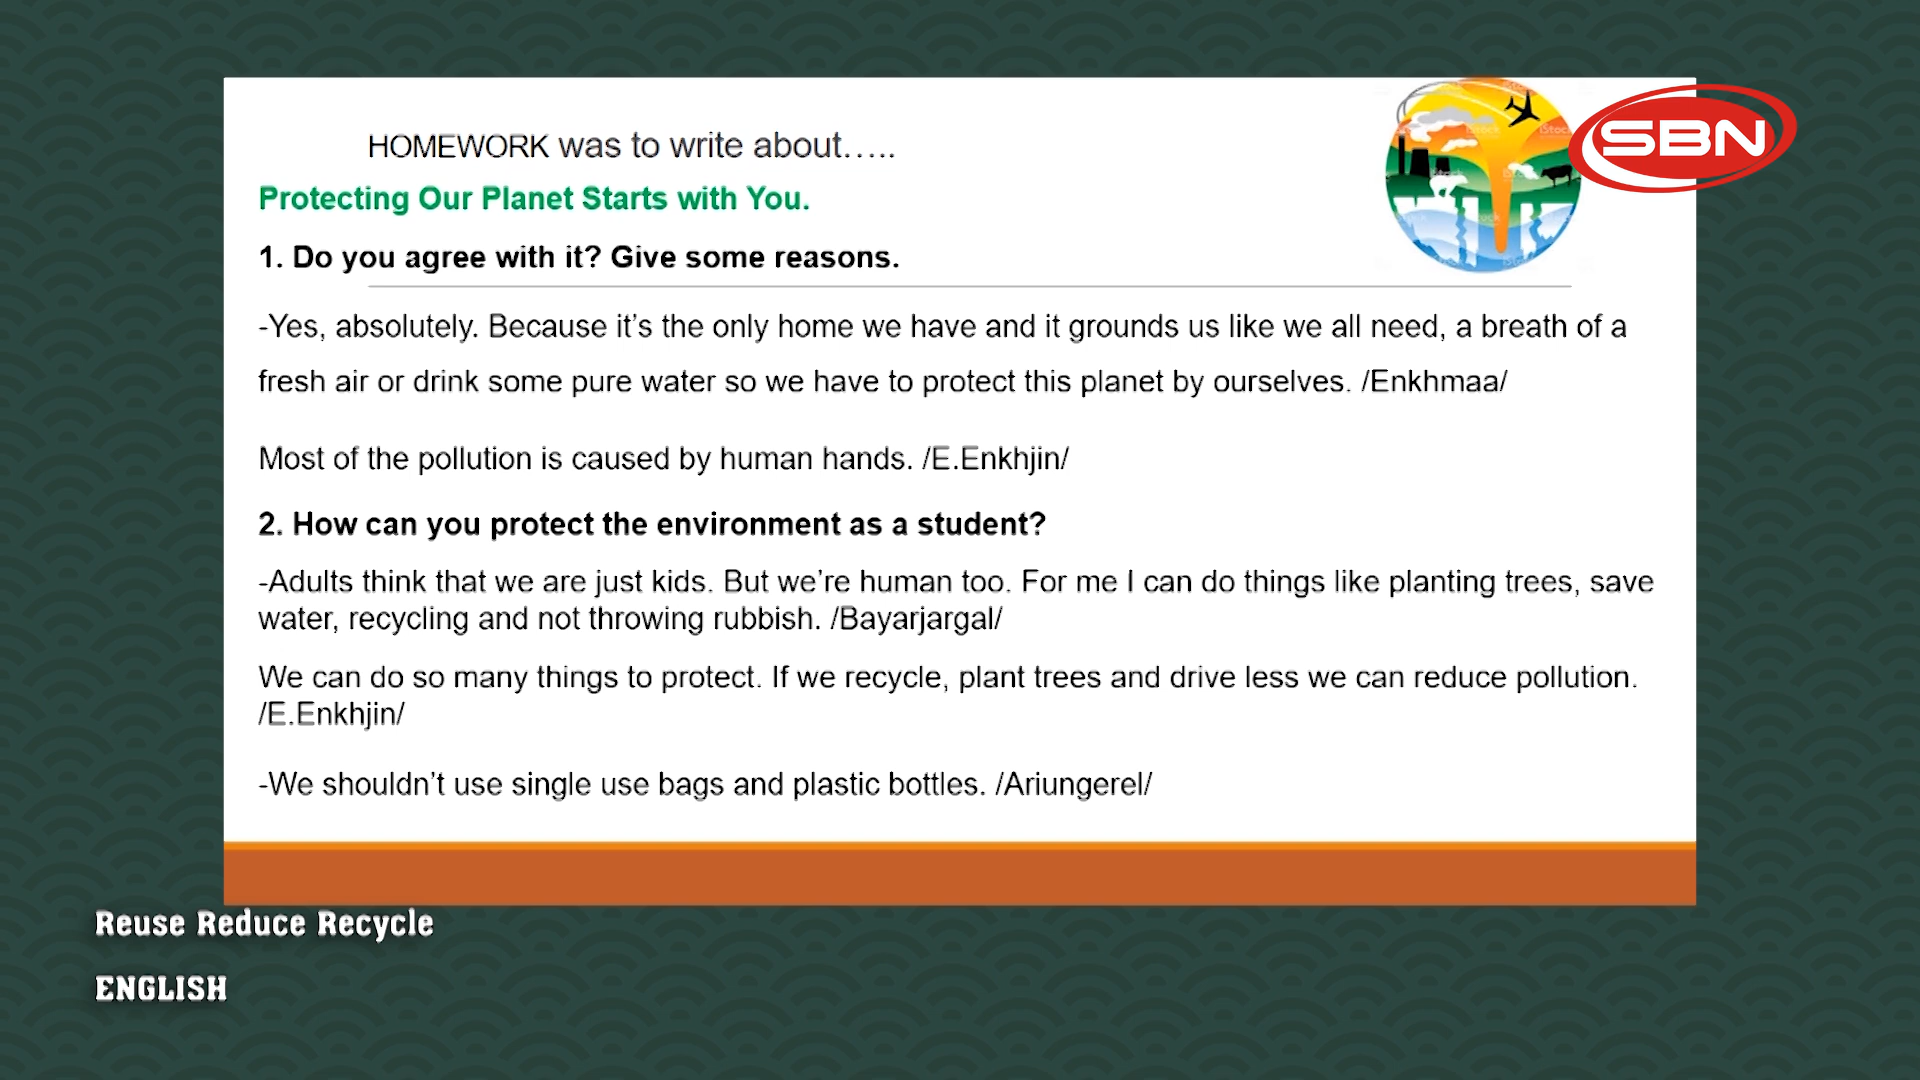 HOMEWORK was to write about.....
SBN
Protecting Our Planet Starts with You.
1. Do you agree with it? Give some reasons.
-Yes, absolutely. Because it’s the only home we have and it grounds us like we all need, a breath of a
fresh air or drink some pure water so we have to protect this planet by ourselves. /Enkhmaa/
Most of the pollution is caused by human hands. /E.Enkhjin/
2. How can you protect the environment as a student?
-Adults think that we are just kids. But we’re human too. For me I can do things like planting trees, save
water, recycling and not throwing rubbish. /Bayarjargal/
We can do so many things to protect. If we recycle, plant trees and drive less we can reduce pollution.
/E.Enkhjin/
-We shouldn’t use single use bags and plastic bottles. /Ariungerel/
Reuse Reduce Recycle
ENGLISH